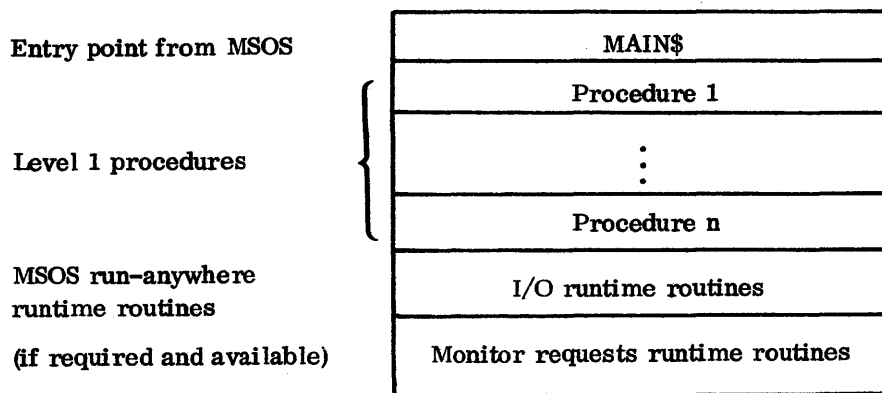 Entry point from MSOS
MAIN$
Procedure 1
Level 1 procedures
⋮
Procedure n
MSOS run-anywhere
runtime routines
I/O runtime routines
(if required and available)
Monitor requests runtime routines